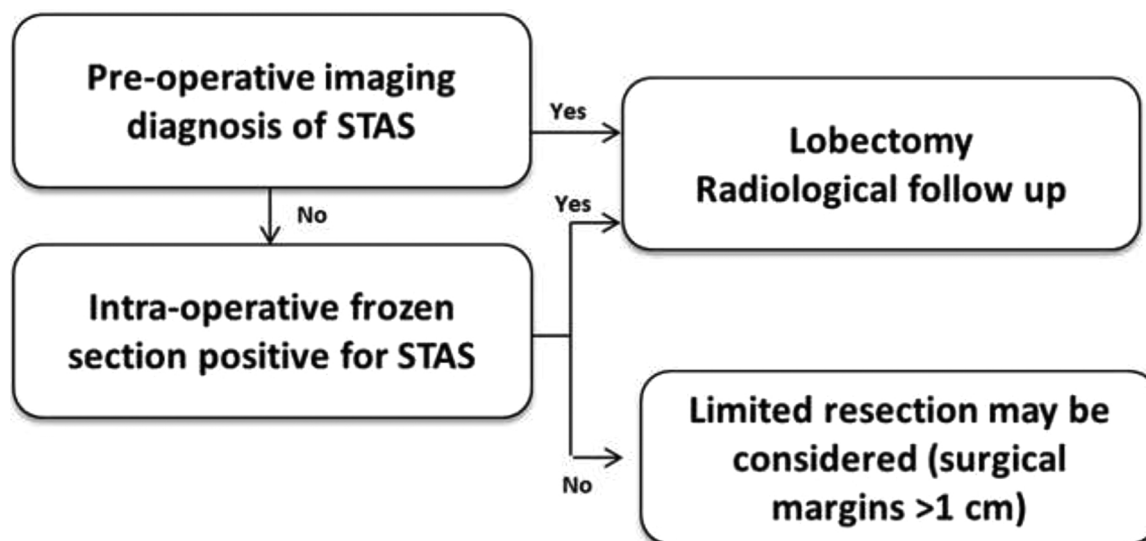 Pre-operative imaging
diagnosis of STAS
Yes
Lobectomy
Radiological follow up
No
Yes
Intra-operative frozen
section positive for STAS
Limited resection may be
considered (surgical
margins >1 cm)
No